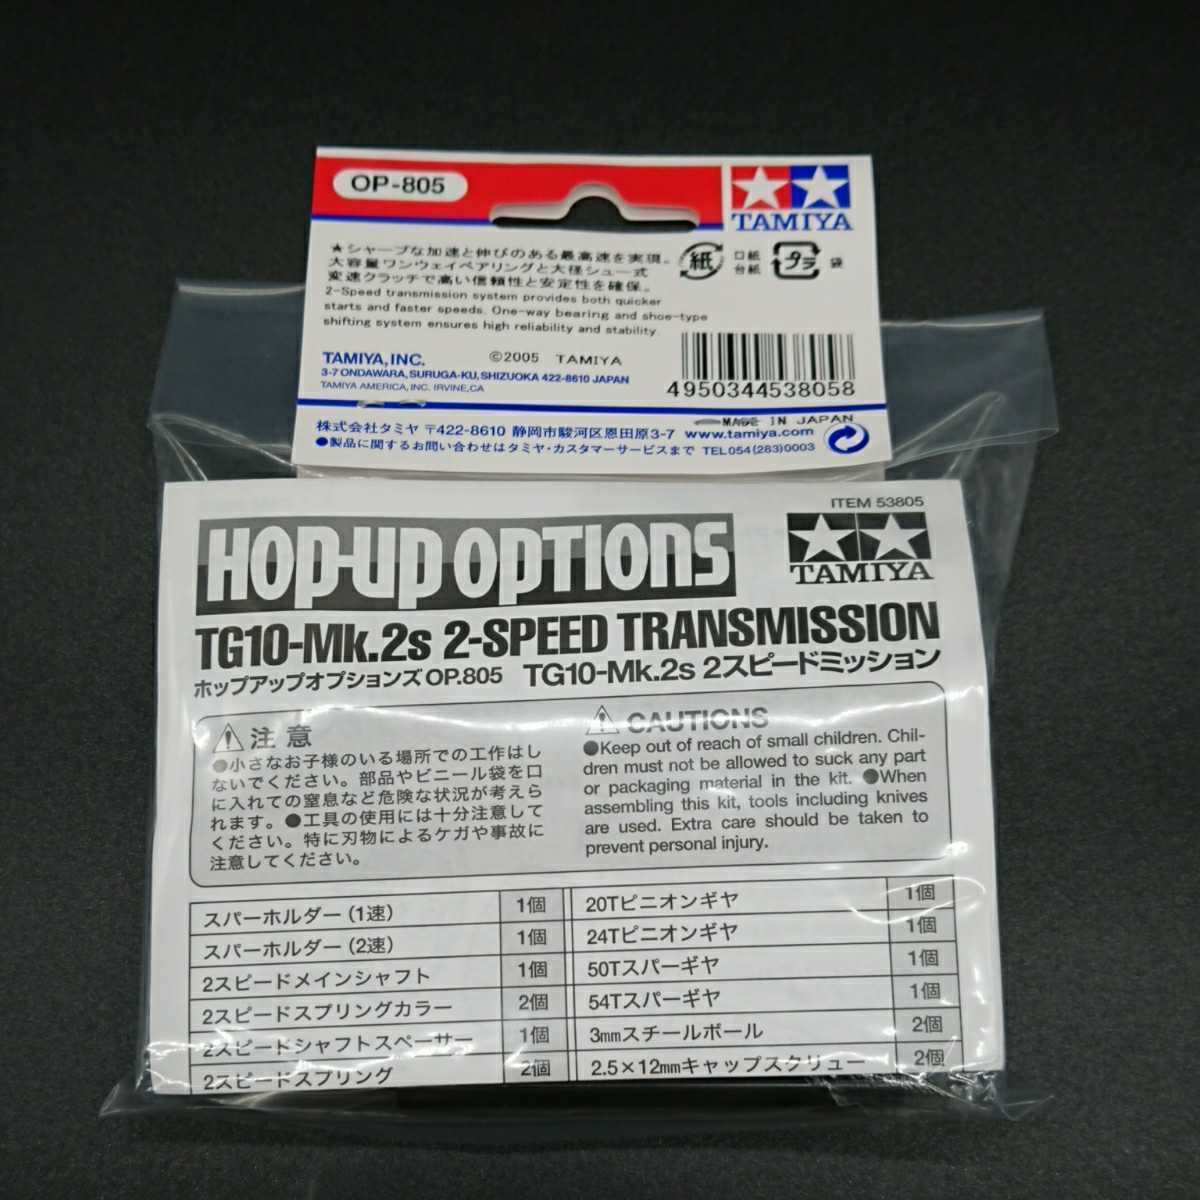 OP-805
TAMIYA
★シャープな加速と伸びのある最高速を実現。
大容量ワンウェイベアリングと大径シュー式
変速クラッチで高い信頼性と安定性を確保。
2-Speed transmission system provides both quicker
starts and faster speeds. One-way bearing and shoe-type
shifting system ensures high reliability and stability.
紙
口紙
台紙
プラ
袋
TAMIYA, INC.
©2005 TAMIYA
3-7 ONDAWARA, SURUGA-KU, SHIZUOKA 422-8610 JAPAN
TAMIYA AMERICA, INC. IRVINE, CA
4950344538058
MADE IN JAPAN
株式会社タミヤ 〒422-8610 静岡市駿河区恩田原3-7 www.tamiya.com
●製品に関するお問い合わせはタミヤ・カスタマーサービスまで TEL054(283)0003
ITEM 53805
HOP-UP OPTIONS
TAMIYA
TG10-Mk.2s 2-SPEED TRANSMISSION
ホップアップオプションズ OP.805 TG10-Mk.2s 2スピードミッション
注意
●小さなお子様のいる場所での工作はし
ないでください。部品やビニール袋を口
に入れての窒息など危険な状況が考えら
れます。●工具の使用には十分注意して
ください。特に刃物によるケガや事故に
注意してください。
CAUTIONS
●Keep out of reach of small children. Chil-
dren must not be allowed to suck any part
or packaging material in the kit. ●When
assembling this kit, tools including knives
are used. Extra care should be taken to
prevent personal injury.
スパーホルダー (1速) 1個
スパーホルダー (2速) 1個
2スピードメインシャフト 1個
2スピードスプリングカラー 2個
2スピードシャフトスペーサー 1個
2スピードスプリング 2個
20Tピニオンギヤ 1個
24Tピニオンギヤ 1個
50Tスパーギヤ 1個
54Tスパーギヤ 1個
3mmスチールボール 2個
2.5×12mmキャップスクリュー 2個